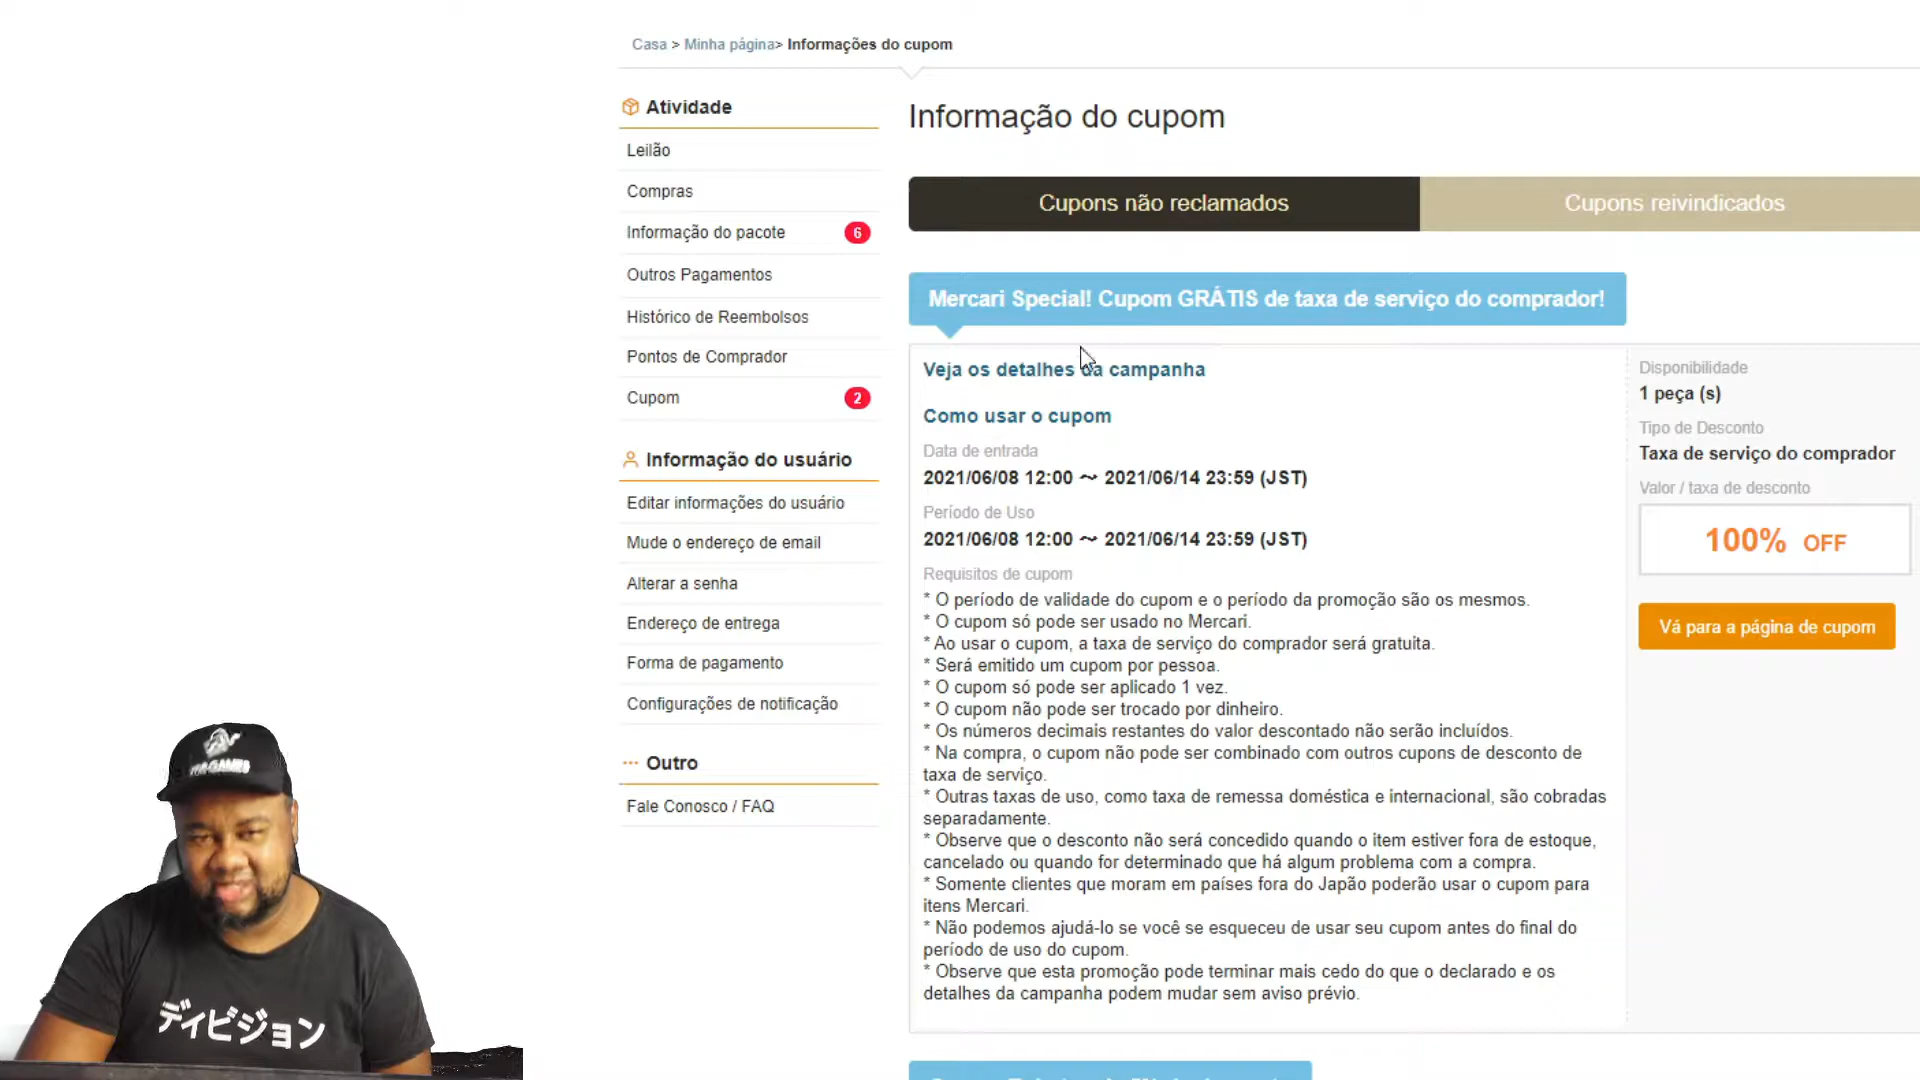 Casa > Minha página> Informações do cupom
Atividade
Leilão
Compras
Informação do pacote 6
Outros Pagamentos
Histórico de Reembolsos
Pontos de Comprador
Cupom 2
Informação do usuário
Editar informações do usuário
Mude o endereço de email
Alterar a senha
Endereço de entrega
Forma de pagamento
Configurações de notificação
Outro
Fale Conosco / FAQ
Informação do cupom
Cupons não reclamados
Cupons reivindicados
Mercari Special! Cupom GRÁTIS de taxa de serviço do comprador!
Veja os detalhes da campanha
Como usar o cupom
Data de entrada
2021/06/08 12:00 ～ 2021/06/14 23:59 (JST)
Período de Uso
2021/06/08 12:00 ～ 2021/06/14 23:59 (JST)
Requisitos de cupom
* O período de validade do cupom e o período da promoção são os mesmos.
* O cupom só pode ser usado no Mercari.
* Ao usar o cupom, a taxa de serviço do comprador será gratuita.
* Será emitido um cupom por pessoa.
* O cupom só pode ser aplicado 1 vez.
* O cupom não pode ser trocado por dinheiro.
* Os números decimais restantes do valor descontado não serão incluídos.
* Na compra, o cupom não pode ser combinado com outros cupons de desconto de
taxa de serviço.
* Outras taxas de uso, como taxa de remessa doméstica e internacional, são cobradas
separadamente.
* Observe que o desconto não será concedido quando o item estiver fora de estoque,
cancelado ou quando for determinado que há algum problema com a compra.
* Somente clientes que moram em países fora do Japão poderão usar o cupom para
itens Mercari.
* Não podemos ajudá-lo se você se esqueceu de usar seu cupom antes do final do
período de uso do cupom.
* Observe que esta promoção pode terminar mais cedo do que o declarado e os
detalhes da campanha podem mudar sem aviso prévio.
Disponibilidade
1 peça (s)
Tipo de Desconto
Taxa de serviço do comprador
Valor / taxa de desconto
100% OFF
Vá para a página de cupom
ディビジョン